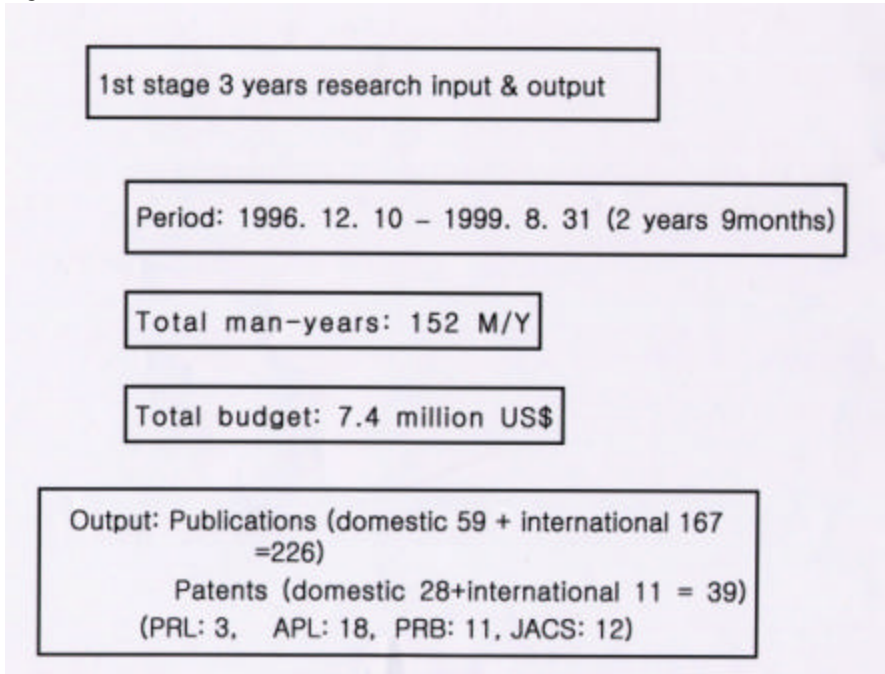 1st stage 3 years research input & output
Period: 1996. 12. 10 – 1999. 8. 31 (2 years 9months)
Total man-years: 152 M/Y
Total budget: 7.4 million US$
Output: Publications (domestic 59 + international 167
=226)
Patents (domestic 28+international 11 = 39)
(PRL: 3, APL: 18, PRB: 11, JACS: 12)